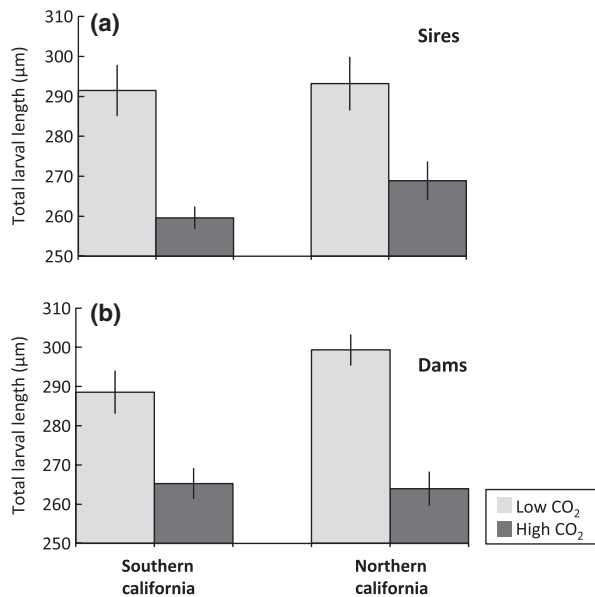 (a)
Sires
Total larval length (µm)
310
300
290
280
270
260
250
(b)
Dams
Total larval length (µm)
310
300
290
280
270
260
250
Southern
california
Northern
california
Low CO₂
High CO₂